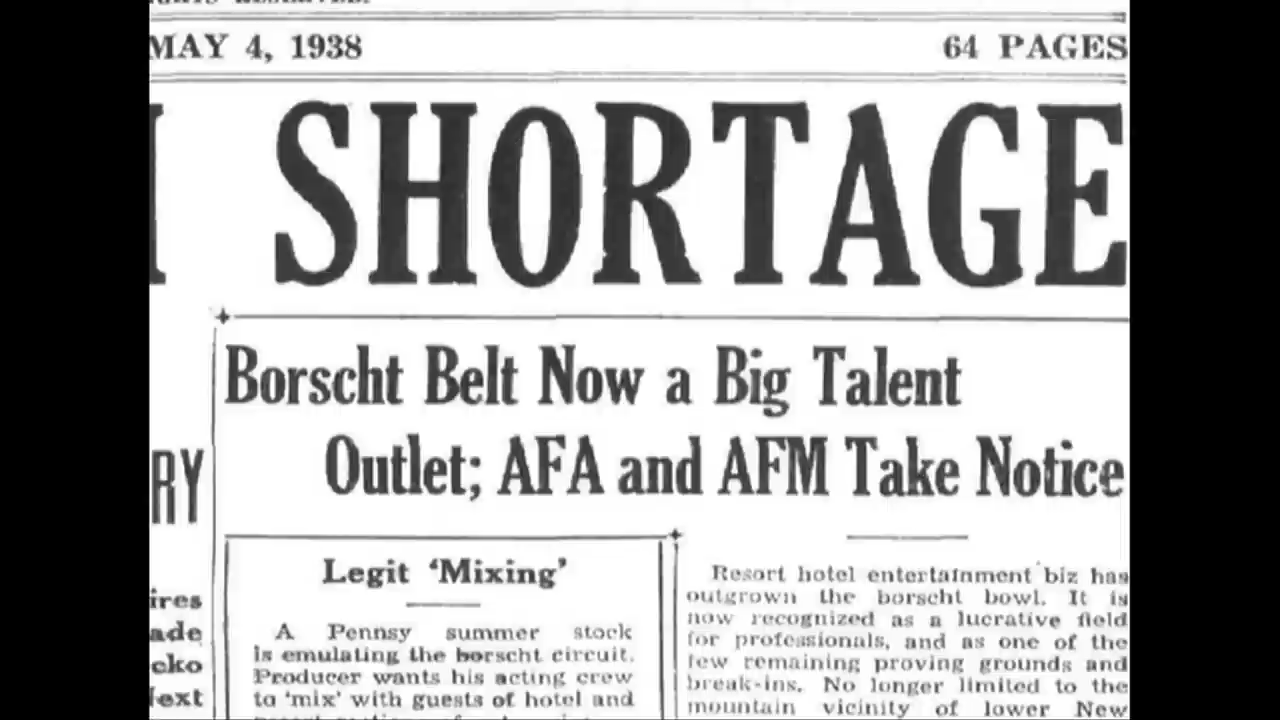 MAY 4, 1938 64 PAGES
SHORTAGE
Borscht Belt Now a Big Talent
Outlet; AFA and AFM Take Notice
RY
ires
ade
cko
Next
Legit ‘Mixing’
A Pennsy summer stock
is emulating the borscht circuit.
Producer wants his acting crew
to ‘mix’ with guests of hotel and
Resort hotel entertainment biz has
outgrown the borscht bowl. It is
now recognized as a lucrative field
for professionals, and as one of the
few remaining proving grounds and
break-ins. No longer limited to the
mountain vicinity of lower New